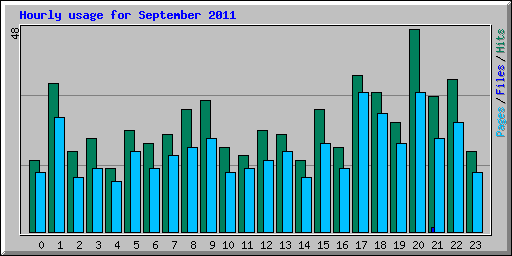 Hourly usage for September 2011
48
Pages/Files/Hits
0 1 2 3 4 5 6 7 8 9 10 11 12 13 14 15 16 17 18 19 20 21 22 23